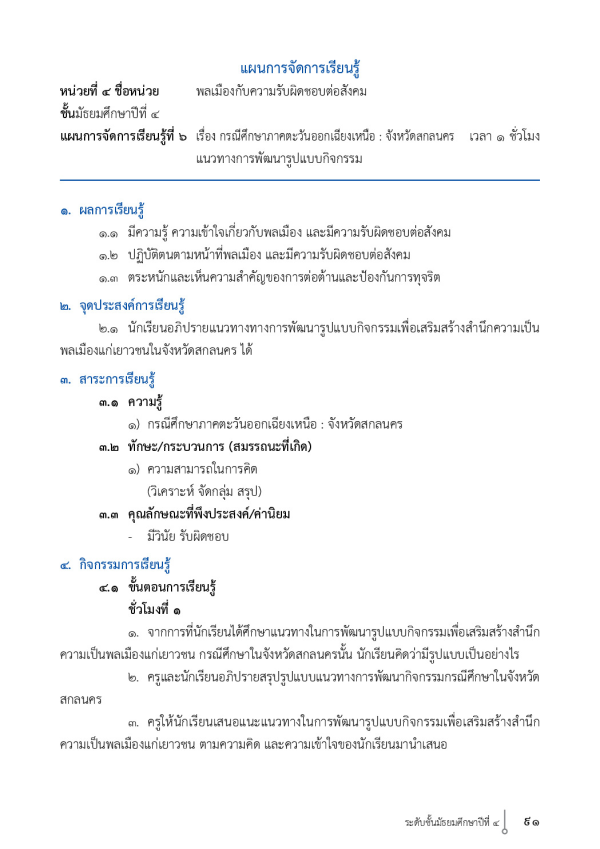 แผนการจัดการเรียนรู้
หน่วยที่ ๔ ชื่อหน่วย พลเมืองกับความรับผิดชอบต่อสังคม
ชั้นมัธยมศึกษาปีที่ ๔
แผนการจัดการเรียนรู้ที่ ๖ เรื่อง กรณีศึกษาภาคตะวันออกเฉียงเหนือ : จังหวัดสกลนคร เวลา ๑ ชั่วโมง
แนวทางการพัฒนารูปแบบกิจกรรม
๑. ผลการเรียนรู้
๑.๑ มีความรู้ ความเข้าใจเกี่ยวกับพลเมือง และมีความรับผิดชอบต่อสังคม
๑.๒ ปฏิบัติตนตามหน้าที่พลเมือง และมีความรับผิดชอบต่อสังคม
๑.๓ ตระหนักและเห็นความสำคัญของการต่อต้านและป้องกันการทุจริต
๒. จุดประสงค์การเรียนรู้
๒.๑ นักเรียนอภิปรายแนวทางทางการพัฒนารูปแบบกิจกรรมเพื่อเสริมสร้างสำนึกความเป็น
พลเมืองแก่เยาวชนในจังหวัดสกลนคร ได้
๓. สาระการเรียนรู้
๓.๑ ความรู้
๑) กรณีศึกษาภาคตะวันออกเฉียงเหนือ : จังหวัดสกลนคร
๓.๒ ทักษะ/กระบวนการ (สมรรถนะที่เกิด)
๑) ความสามารถในการคิด
(วิเคราะห์ จัดกลุ่ม สรุป)
๓.๓ คุณลักษณะที่พึงประสงค์/ค่านิยม
- มีวินัย รับผิดชอบ
๔. กิจกรรมการเรียนรู้
๔.๑ ขั้นตอนการเรียนรู้
ชั่วโมงที่ ๑
๑. จากการที่นักเรียนได้ศึกษาแนวทางในการพัฒนารูปแบบกิจกรรมเพื่อเสริมสร้างสำนึก
ความเป็นพลเมืองแก่เยาวชน กรณีศึกษาในจังหวัดสกลนครนั้น นักเรียนคิดว่ามีรูปแบบเป็นอย่างไร
๒. ครูและนักเรียนอภิปรายสรุปรูปแบบแนวทางการพัฒนากิจกรรมกรณีศึกษาในจังหวัด
สกลนคร
๓. ครูให้นักเรียนเสนอแนะแนวทางในการพัฒนารูปแบบกิจกรรมเพื่อเสริมสร้างสำนึก
ความเป็นพลเมืองแก่เยาวชน ตามความคิด และความเข้าใจของนักเรียนมานำเสนอ
ระดับชั้นมัธยมศึกษาปีที่ ๔ ๙๑